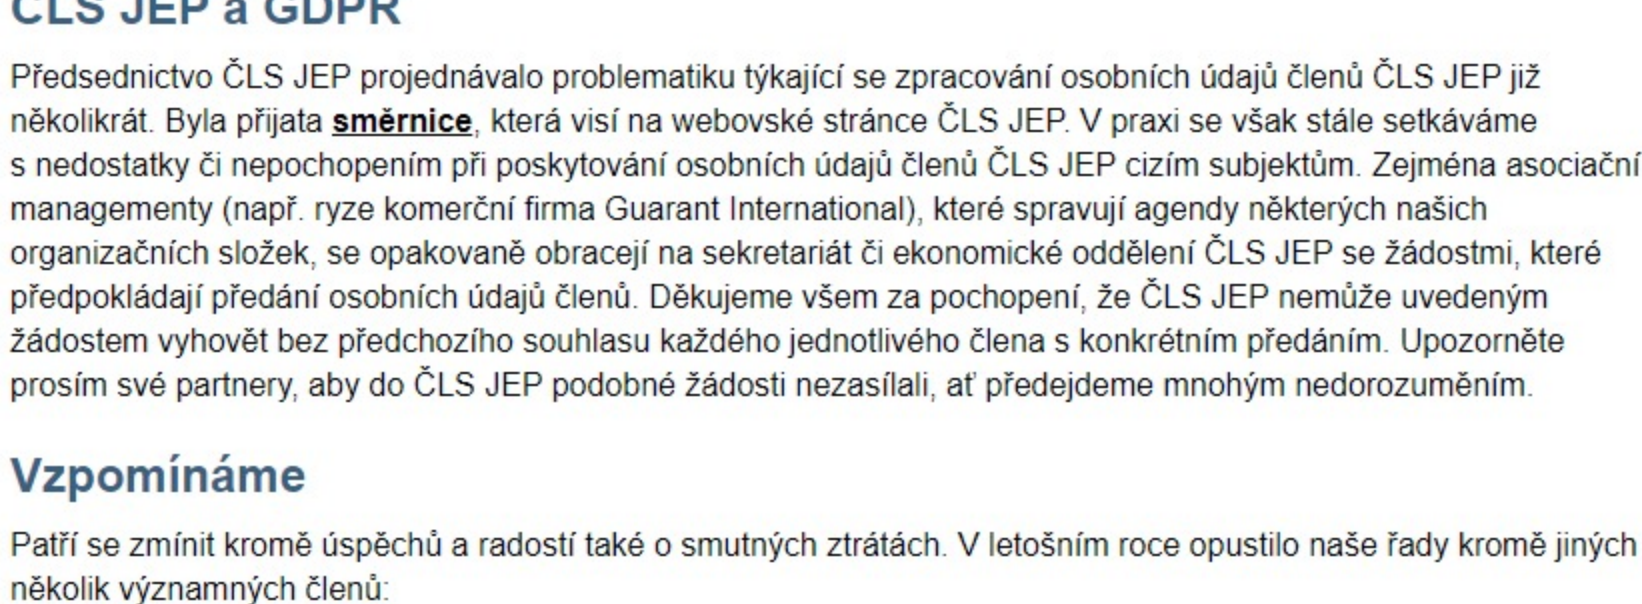 ČLS JEP a GDPR
Předsednictvo ČLS JEP projednávalo problematiku týkající se zpracování osobních údajů členů ČLS JEP již
několikrát. Byla přijata směrnice, která visí na webovské stránce ČLS JEP. V praxi se však stále setkáváme
s nedostatky či nepochopením při poskytování osobních údajů členů ČLS JEP cizím subjektům. Zejména asociační
managementy (např. ryze komerční firma Guarant International), které spravují agendy některých našich
organizačních složek, se opakovaně obracejí na sekretariát či ekonomické oddělení ČLS JEP se žádostmi, které
předpokládají předání osobních údajů členů. Děkujeme všem za pochopení, že ČLS JEP nemůže uvedeným
žádostem vyhovět bez předchozího souhlasu každého jednotlivého člena s konkrétním předáním. Upozorněte
prosím své partnery, aby do ČLS JEP podobné žádosti nezasílali, ať předejdeme mnohým nedorozuměním.
Vzpomínáme
Patří se zmínit kromě úspěchů a radostí také o smutných ztrátách. V letošním roce opustilo naše řady kromě jiných
několik významných členů: